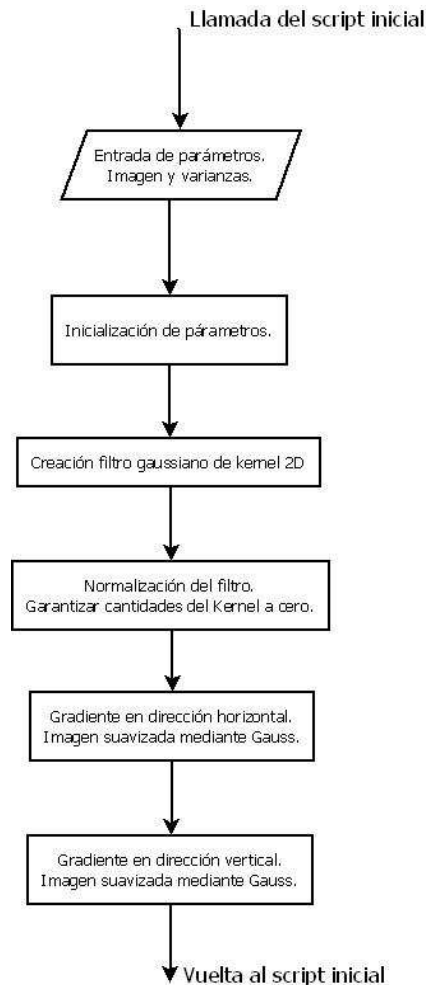 Llamada del script inicial
Entrada de parámetros.
Imagen y varianzas.
Inicialización de párametros.
Creación filtro gaussiano de kernel 2D
Normalización del filtro.
Garantizar cantidades del Kernel a cero.
Gradiente en dirección horizontal.
Imagen suavizada mediante Gauss.
Gradiente en dirección vertical.
Imagen suavizada mediante Gauss.
Vuelta al script inicial